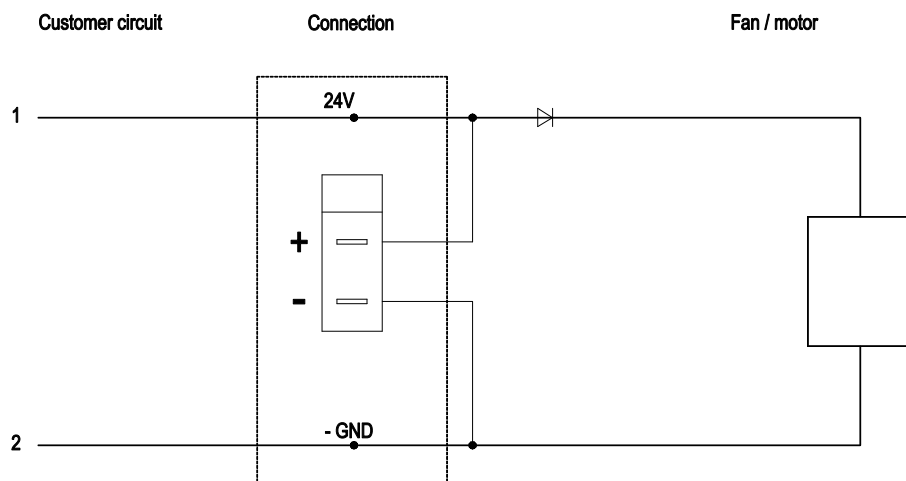 Customer circuit Connection Fan / motor
24V
1
+
-
- GND
2